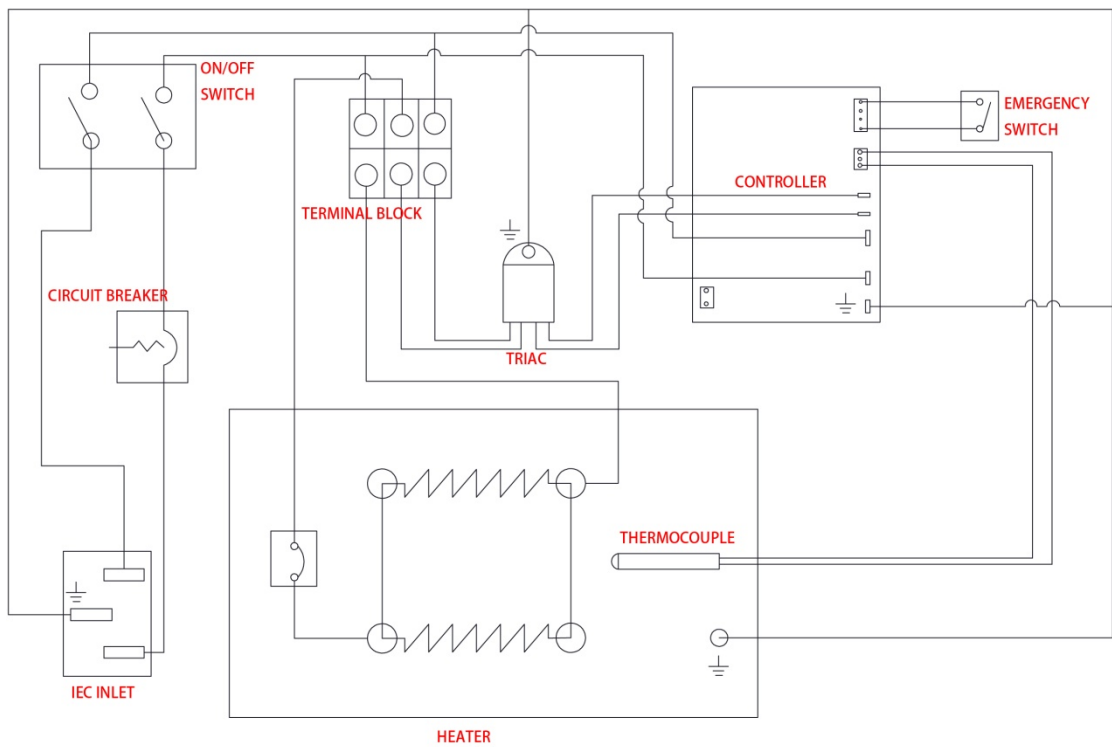 ON/OFF
SWITCH
EMERGENCY
SWITCH
CONTROLLER
TERMINAL BLOCK
CIRCUIT BREAKER
TRIAC
THERMOCOUPLE
IEC INLET
HEATER